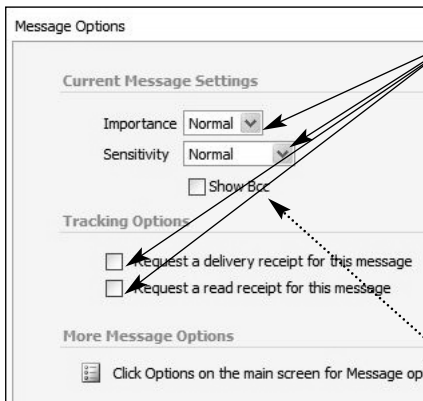 Message Options
Current Message Settings
Importance Normal
Sensitivity Normal
Show Bcc
Tracking Options
Request a delivery receipt for this message
Request a read receipt for this message
More Message Options
Click Options on the main screen for Message op